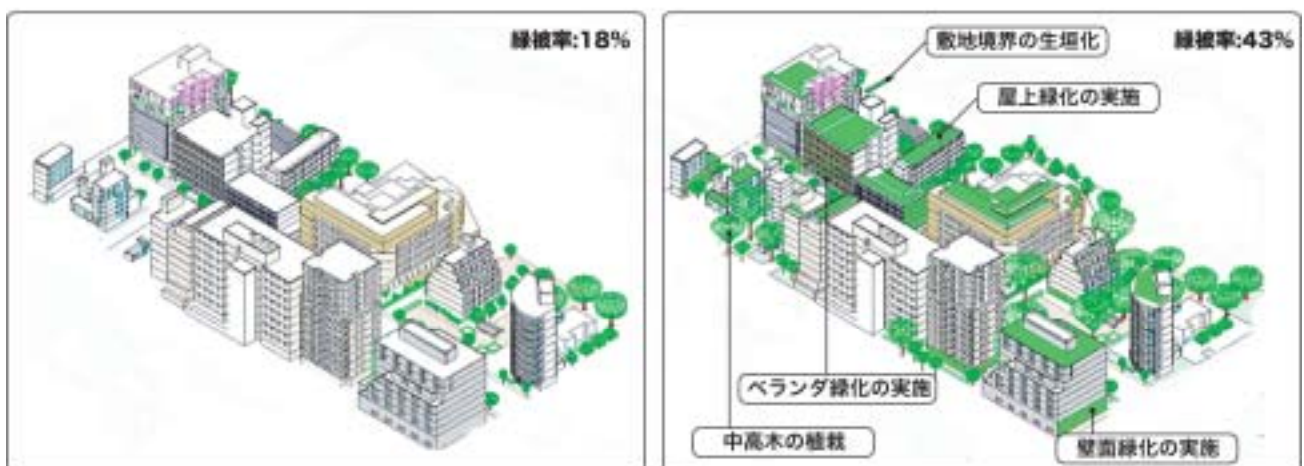 緑被率:18%
緑被率:43%
敷地境界の生垣化
屋上緑化の実施
ベランダ緑化の実施
中高木の植栽
壁面緑化の実施